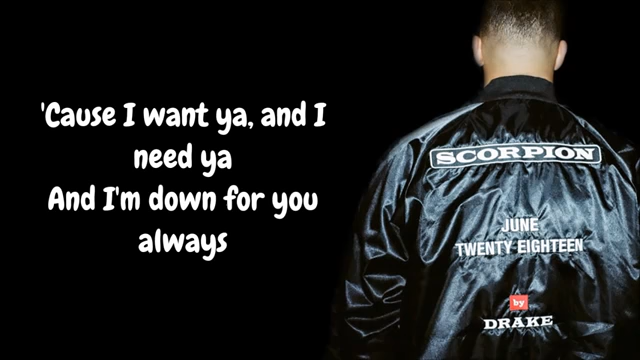 'Cause I want ya, and I
need ya
And I'm down for you
always
SCORPION
JUNE
TWENTY EIGHTEEN
by
DRAKE